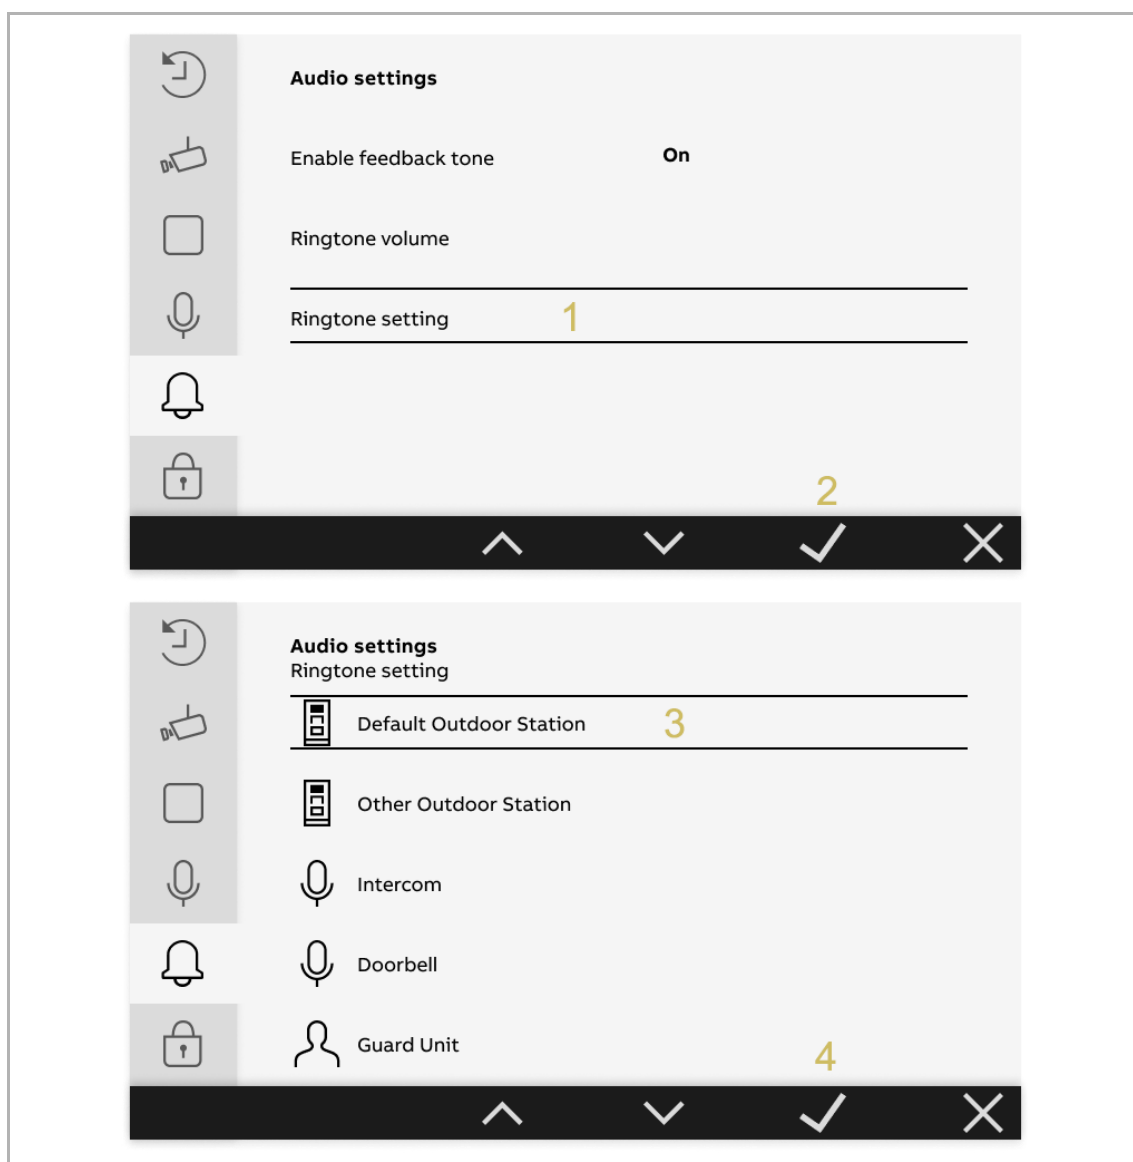 Audio settings
Enable feedback tone On
Ringtone volume
Ringtone setting 1
2
Audio settings
Ringtone setting
Default Outdoor Station 3
Other Outdoor Station
Intercom
Doorbell
Guard Unit
4